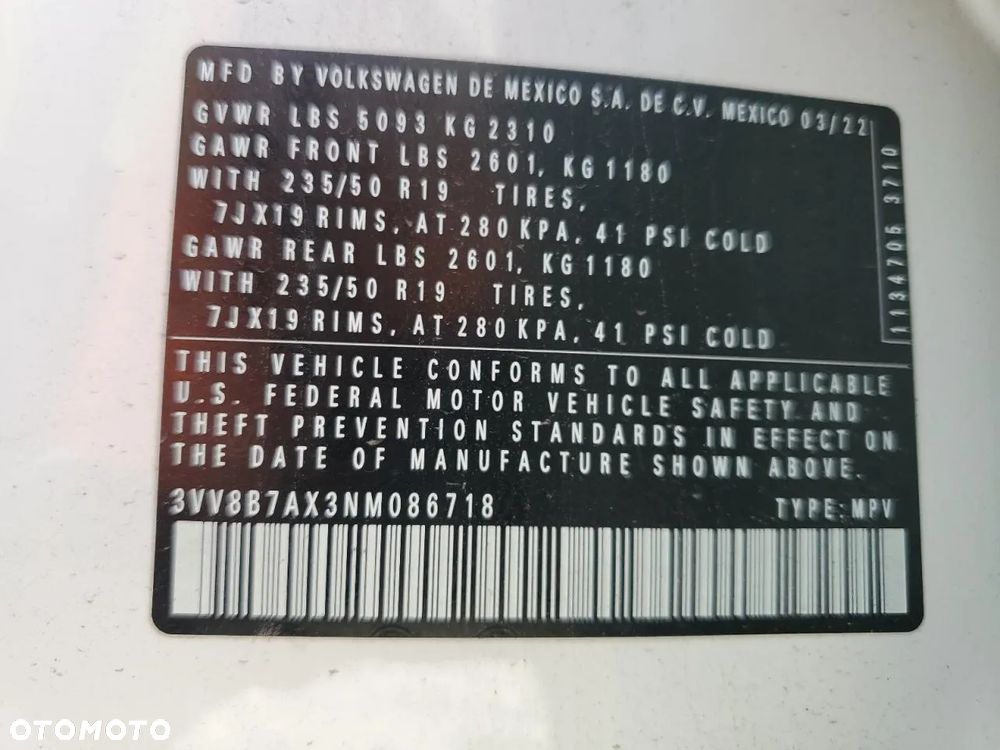 MFD BY VOLKSWAGEN DE MEXICO S.A. DE C.V. MEXICO 03/22
GVWR LBS 5093 KG 2310
GAWR FRONT LBS 2601, KG 1180
WITH 235/50 R19 TIRES,
7JX19 RIMS, AT 280 KPA, 41 PSI COLD
GAWR REAR LBS 2601, KG 1180
WITH 235/50 R19 TIRES,
7JX19 RIMS, AT 280 KPA, 41 PSI COLD
1134705 3710
THIS VEHICLE CONFORMS TO ALL APPLICABLE
U.S. FEDERAL MOTOR VEHICLE SAFETY AND
THEFT PREVENTION STANDARDS IN EFFECT ON
THE DATE OF MANUFACTURE SHOWN ABOVE.
3VV8B7AX3NM086718 TYPE: MPV
OTOMOTO